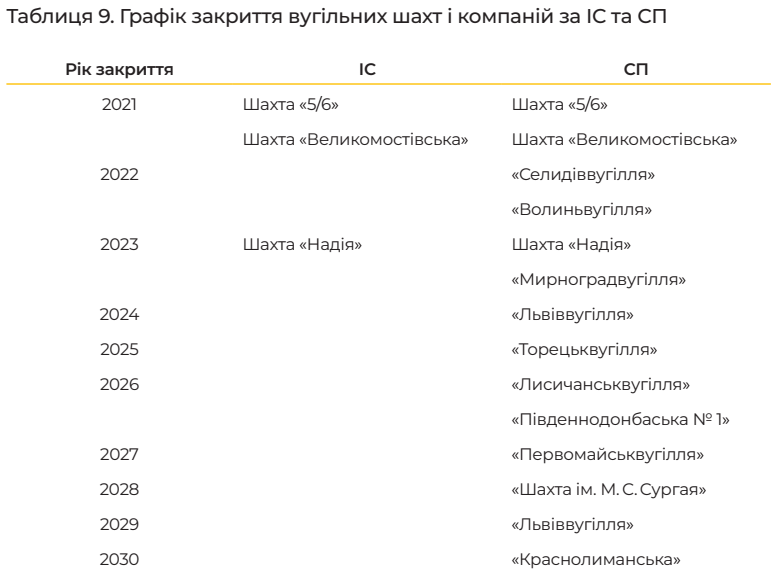 Таблиця 9. Графік закриття вугільних шахт і компаній за ІС та СП
Рік закриття ІС СП
2021 Шахта «5/6» Шахта «5/6»
Шахта «Великомостівська» Шахта «Великомостівська»
2022 «Селидіввугілля»
«Волиньвугілля»
2023 Шахта «Надія» Шахта «Надія»
«Мирноградвугілля»
2024 «Львіввугілля»
2025 «Торецьквугілля»
2026 «Лисичанськвугілля»
«Південнодонбаська № 1»
2027 «Первомайськвугілля»
2028 «Шахта ім. М. С. Сургая»
2029 «Львіввугілля»
2030 «Краснолиманська»